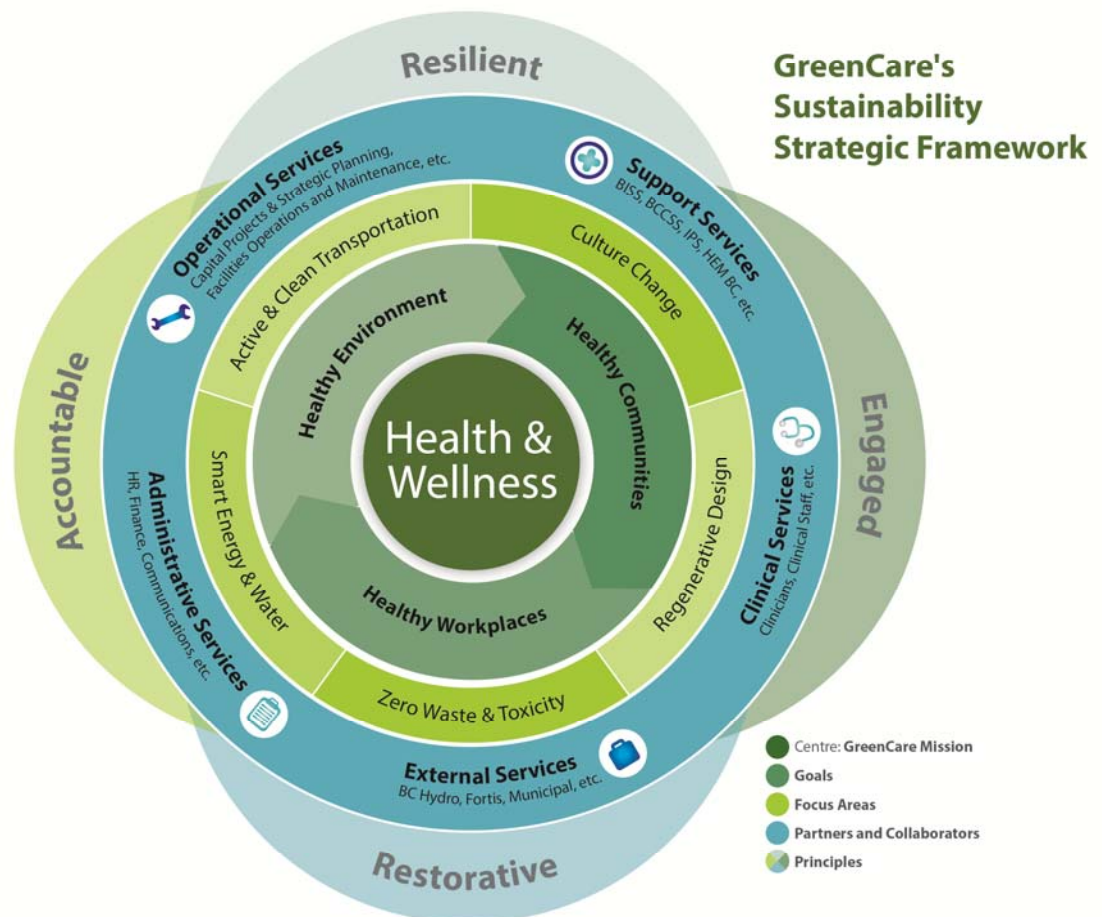 GreenCare's
Sustainability
Strategic Framework
Resilient
Engaged
Restorative
Accountable
Operational Services
Capital Projects & Strategic Planning,
Facilities Operations and Maintenance, etc.
Support Services
BISS, BCCSS, IPS, HEM BC, etc.
Clinical Services
Clinicians, Clinical Staff, etc.
External Services
BC Hydro, Fortis, Municipal, etc.
Administrative Services
HR, Finance, Communications, etc.
Active & Clean Transportation
Culture Change
Regenerative Design
Zero Waste & Toxicity
Smart Energy & Water
Healthy Environment
Healthy Communities
Healthy Workplaces
Health &
Wellness
Centre: GreenCare Mission
Goals
Focus Areas
Partners and Collaborators
Principles